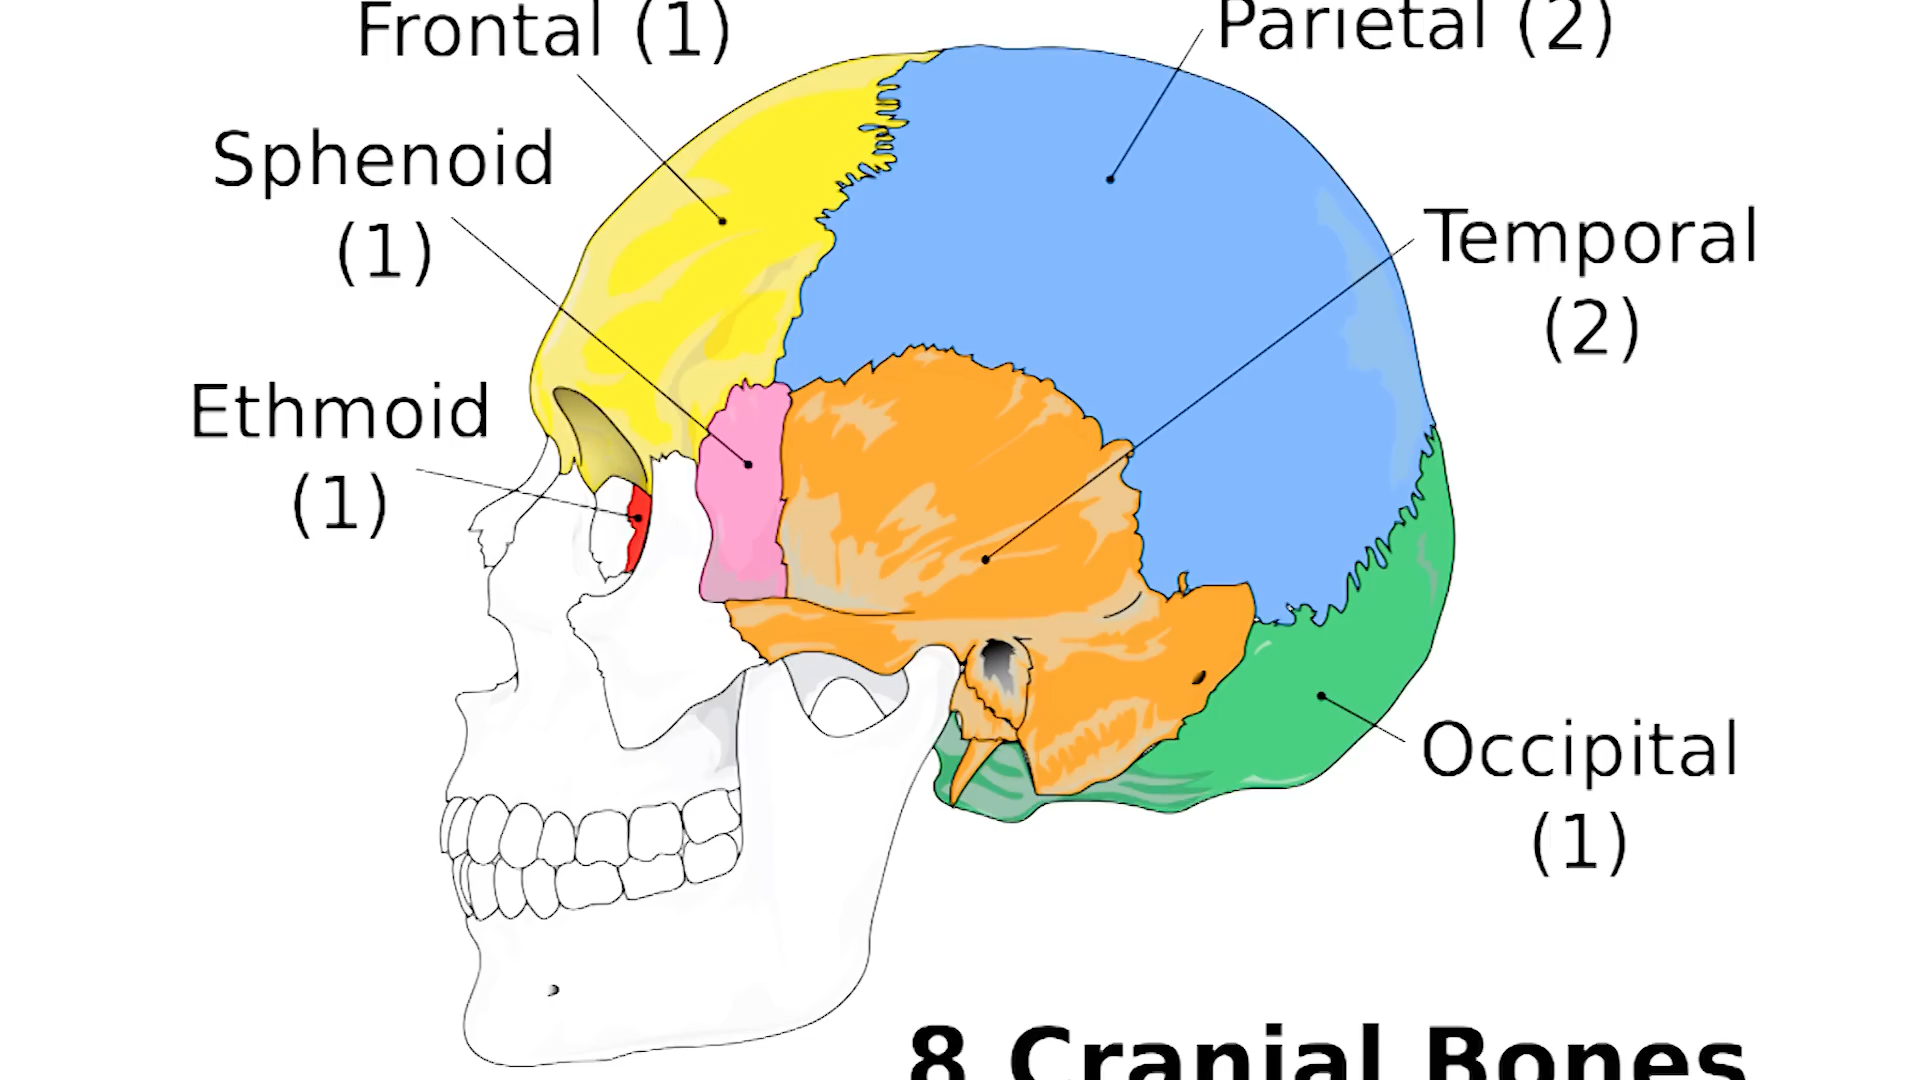 Frontal (1)
Parietal (2)
Sphenoid
(1)
Temporal
(2)
Ethmoid
(1)
Occipital
(1)
8 Cranial Bones